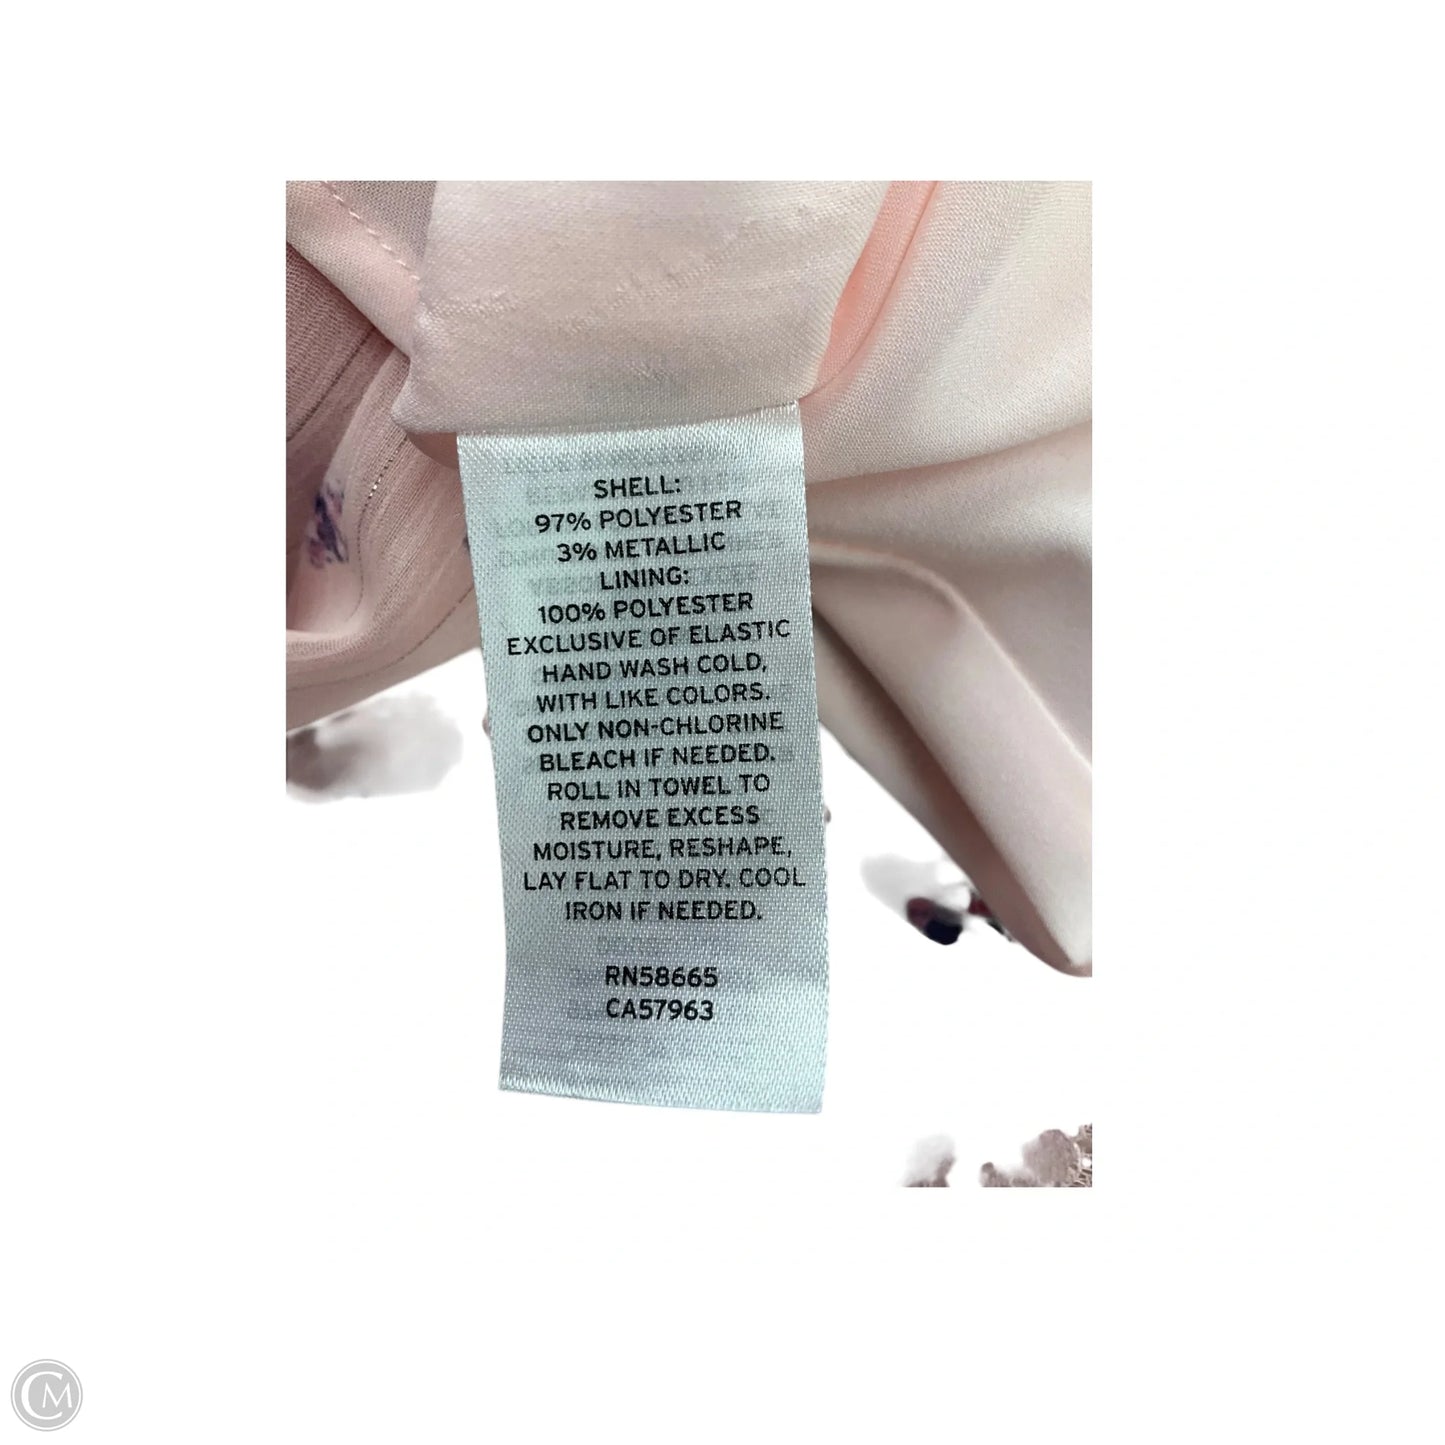 SHELL:
97% POLYESTER
3% METALLIC
LINING:
100% POLYESTER
EXCLUSIVE OF ELASTIC
HAND WASH COLD,
WITH LIKE COLORS.
ONLY NON-CHLORINE
BLEACH IF NEEDED.
ROLL IN TOWEL TO
REMOVE EXCESS
MOISTURE, RESHAPE,
LAY FLAT TO DRY. COOL
IRON IF NEEDED.
RN58665
CA57963
CM